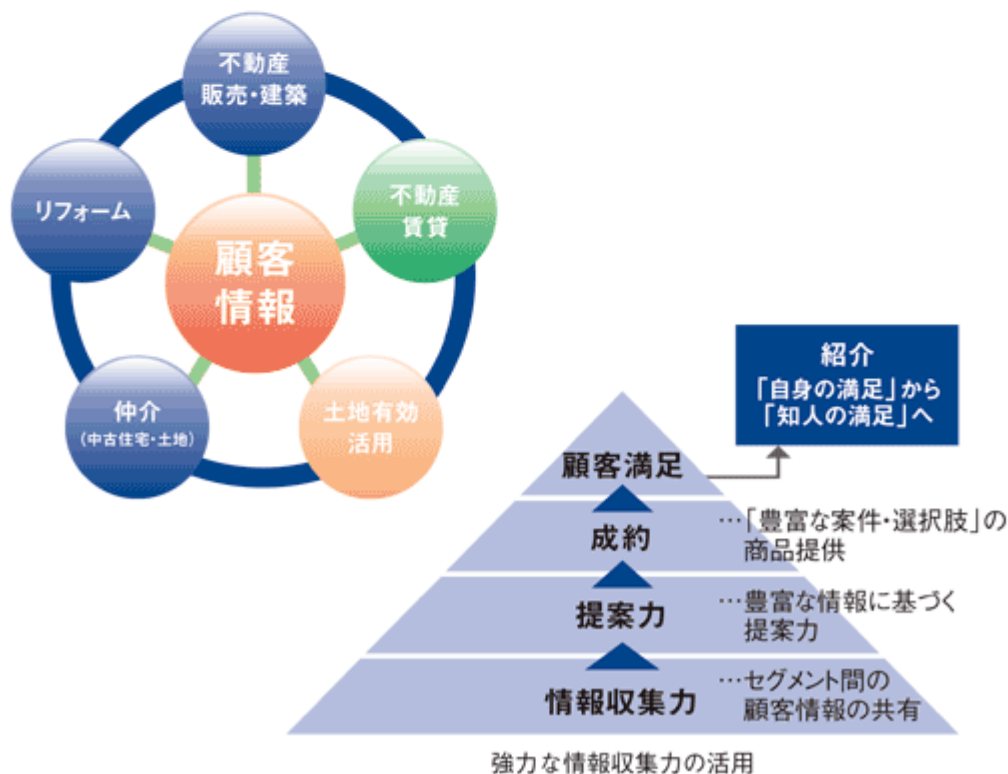 不動産
販売・建築
リフォーム
不動産
賃貸
顧客
情報
仲介
(中古住宅・土地)
土地有効
活用
紹介
「自身の満足」から
「知人の満足」へ
顧客満足
成約
…「豊富な案件・選択肢」の
商品提供
提案力
…豊富な情報に基づく
提案力
情報収集力
…セグメント間の
顧客情報の共有
強力な情報収集力の活用